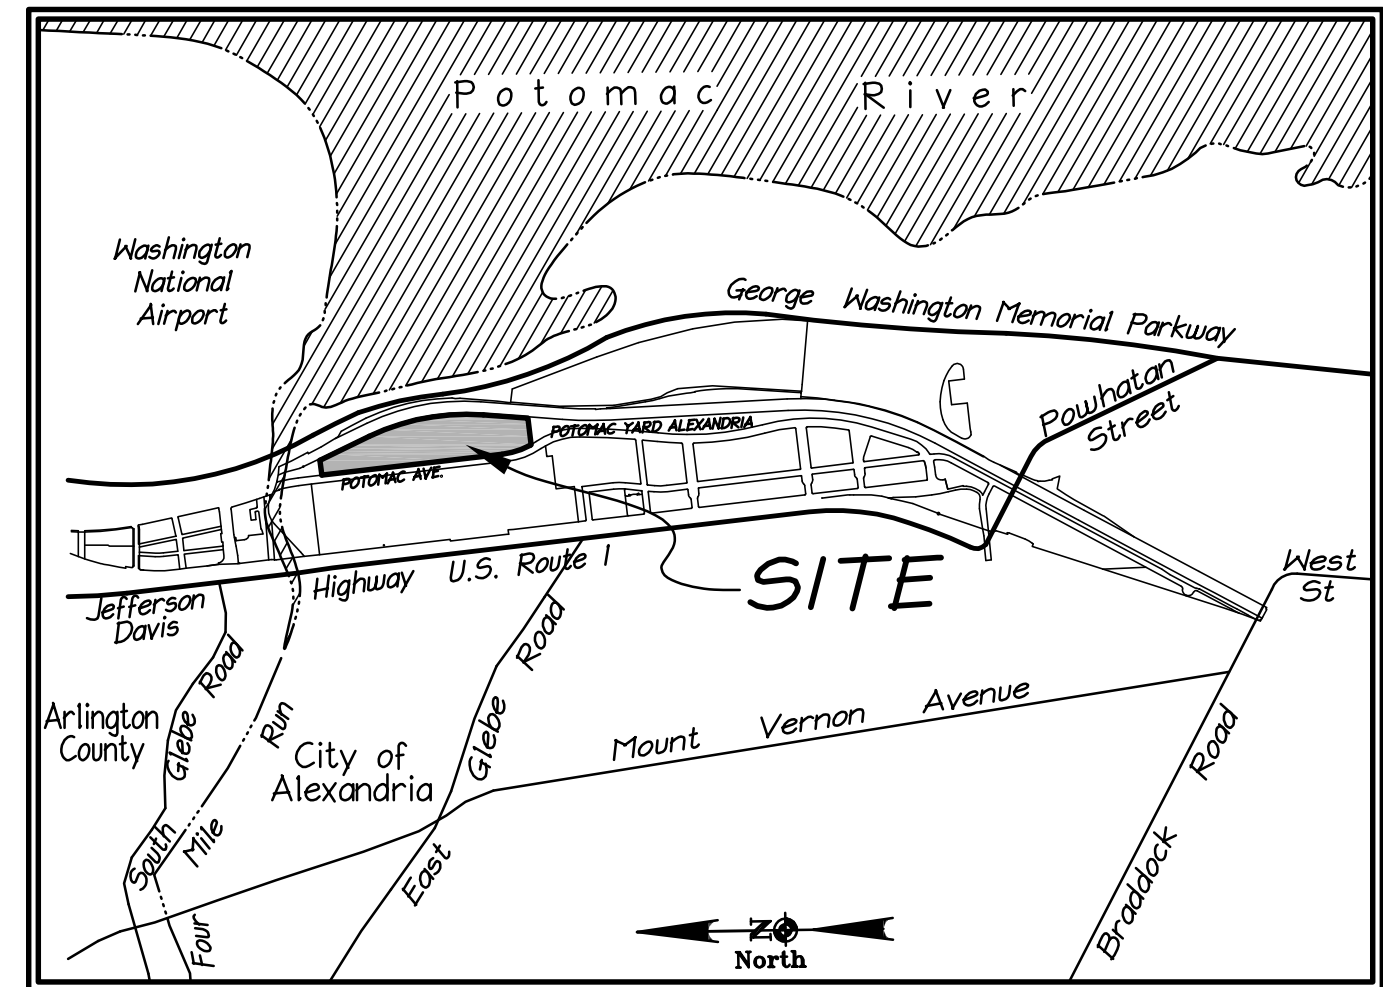 Potomac River
Washington
National
Airport
George Washington Memorial Parkway
Powhatan
Street
POTOMAC YARD ALEXANDRIA
POTOMAC AVE.
SITE
Jefferson
Davis
Highway U.S. Route 1
West
St
Arlington
County
South Glebe Road
Four Mile Run
City of
Alexandria
East Glebe Road
Mount Vernon Avenue
Braddock Road
N
North